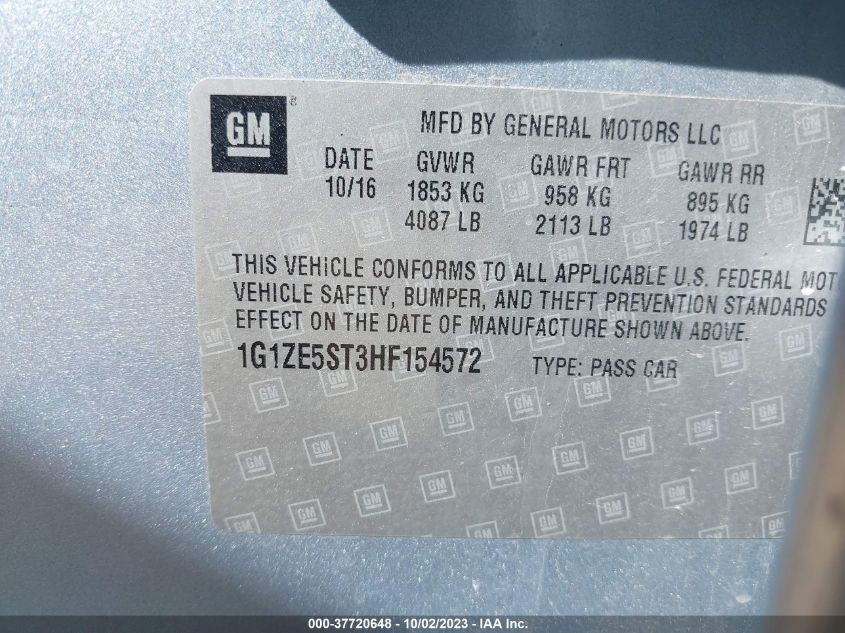 GM
MFD BY GENERAL MOTORS LLC
DATE GVWR GAWR FRT GAWR RR
10/16 1853 KG 958 KG 895 KG
4087 LB 2113 LB 1974 LB
THIS VEHICLE CONFORMS TO ALL APPLICABLE U.S. FEDERAL MOT
VEHICLE SAFETY, BUMPER, AND THEFT PREVENTION STANDARDS
EFFECT ON THE DATE OF MANUFACTURE SHOWN ABOVE.
1G1ZE5ST3HF154572 TYPE: PASS CAR
000-37720648 - 10/02/2023 - IAA Inc.